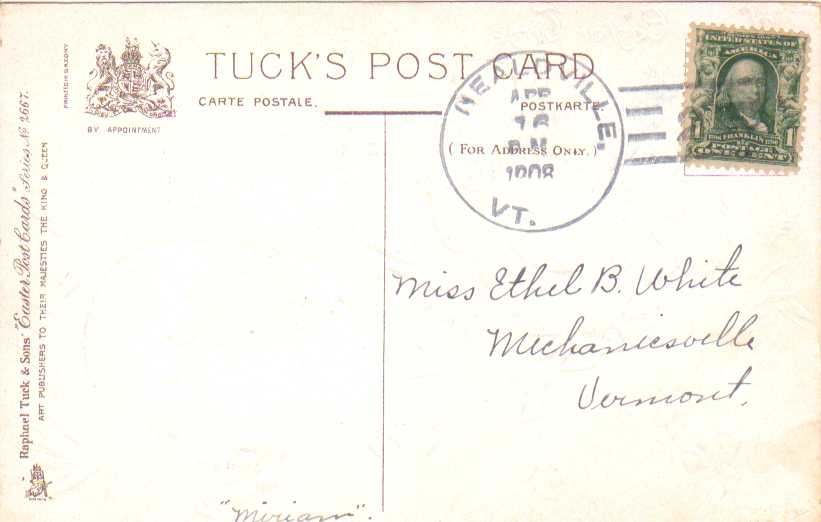 TUCK'S POST CARD
CARTE POSTALE.
POSTKARTE.
(FOR ADDRESS ONLY.)
PRINTED IN SAXONY
BY APPOINTMENT
Raphael Tuck & Sons' "Easter Post Cards" Series No 2667.
ART PUBLISHERS TO THEIR MAJESTIES THE KING & QUEEN
HEALDVILLE,
APR
16
1908
VT.
UNITED STATES OF
AMERICA
1
FRANKLIN
1
POSTAGE
ONE CENT
Miss Ethel B. White
Mechanicsville
Vermont.
"Miriam".